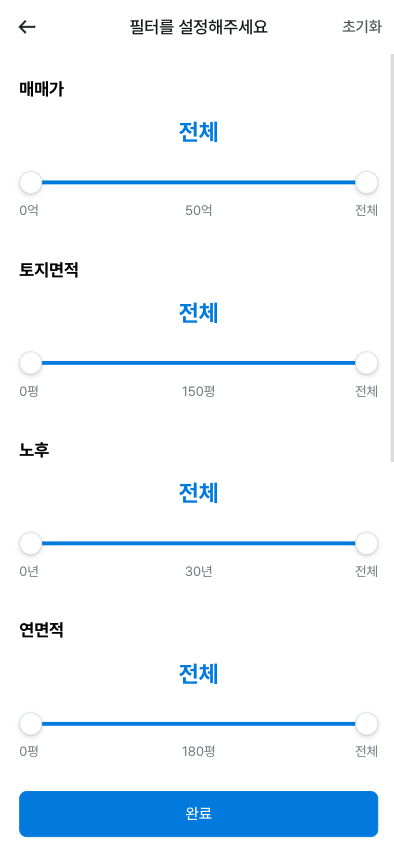 필터를 설정해주세요 초기화
매매가
전체
0억 50억 전체
토지면적
전체
0평 150평 전체
노후
전체
0년 30년 전체
연면적
전체
0평 180평 전체
완료